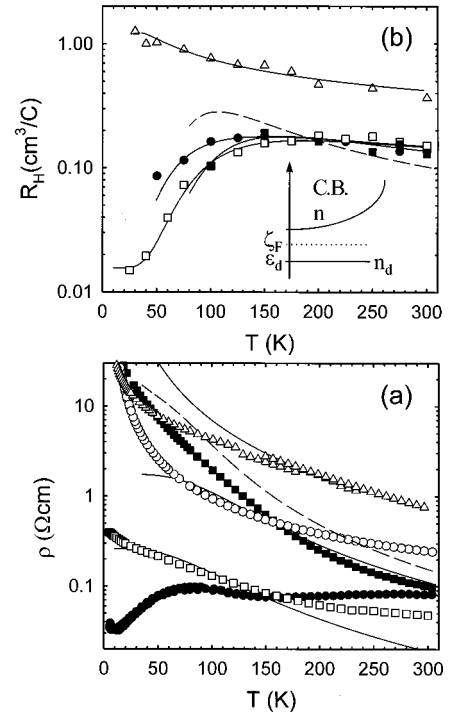 (b)
1.00
0.10
0.01
R_H(cm³/C)
C.B.
n
ζ_F
ε_d
n_d
0 50 100 150 200 250 300
T (K)
(a)
10
1
0.1
ρ (Ωcm)
0 50 100 150 200 250 300
T (K)